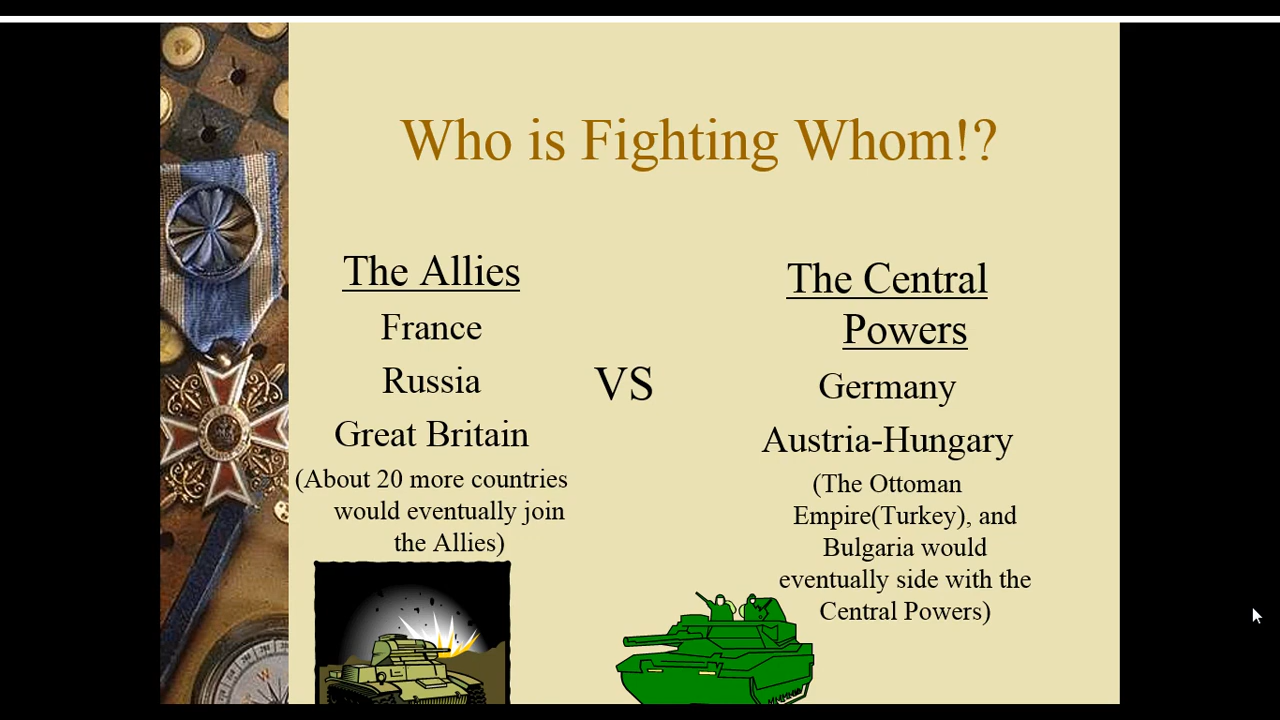 Who is Fighting Whom!?
The Allies
France
Russia
Great Britain
(About 20 more countries
would eventually join
the Allies)
VS
The Central
Powers
Germany
Austria-Hungary
(The Ottoman
Empire(Turkey), and
Bulgaria would
eventually side with the
Central Powers)